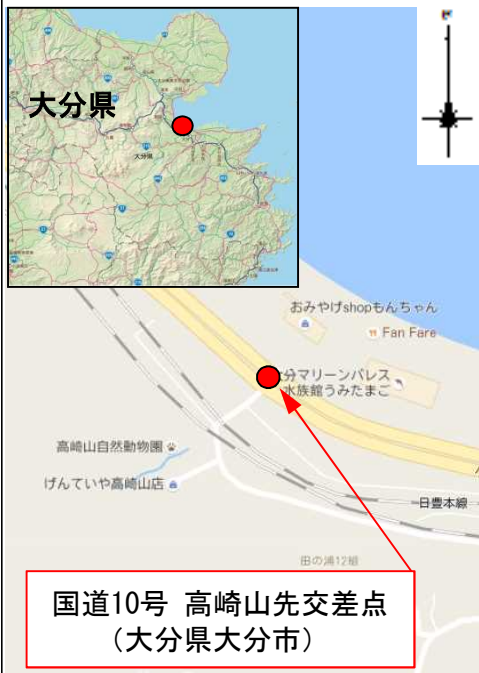 大分県
大分県
おみやげshopもんちゃん
Fan Fare
分マリーンパレス
水族館うみたまご
高崎山自然動物園
げんていや高崎山店
日豊本線
田の浦12組
国道10号 高崎山先交差点
(大分県大分市)